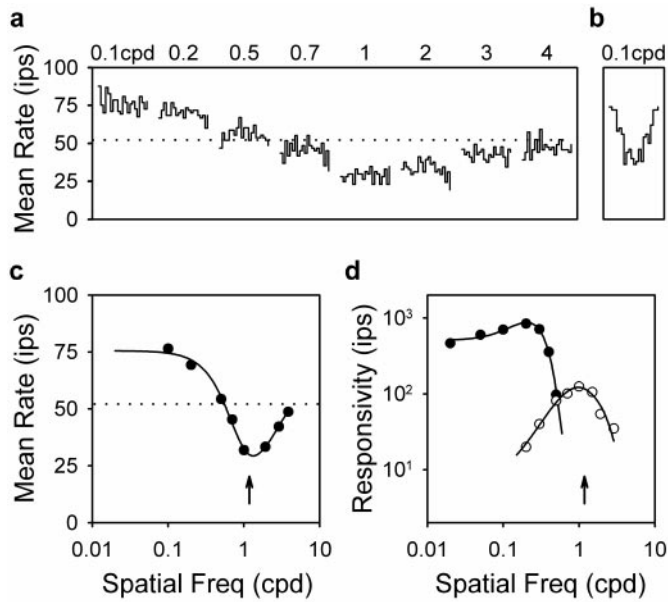 a
b
0.1cpd 0.2 0.5 0.7 1 2 3 4
0.1cpd
100
75
50
25
0
Mean Rate (ips)
c
d
100
75
50
25
0
Mean Rate (ips)
0.01 0.1 1 10
Spatial Freq (cpd)
10³
10²
10¹
Responsivity (ips)
0.01 0.1 1 10
Spatial Freq (cpd)